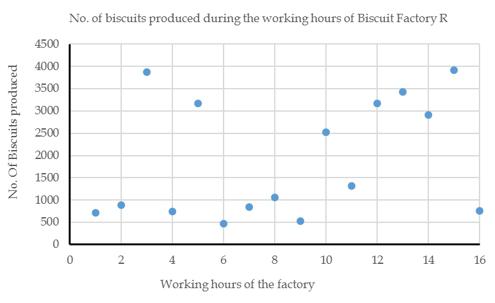 No. of biscuits produced during the working hours of Biscuit Factory R
No. Of Biscuits produced
4500
4000
3500
3000
2500
2000
1500
1000
500
0
0 2 4 6 8 10 12 14 16
Working hours of the factory